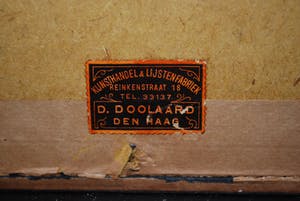 KUNSTHANDEL & LIJSTENFABRIEK
REINKENSTRAAT 18
TEL. 33137
D. DOOLAARD
DEN HAAG